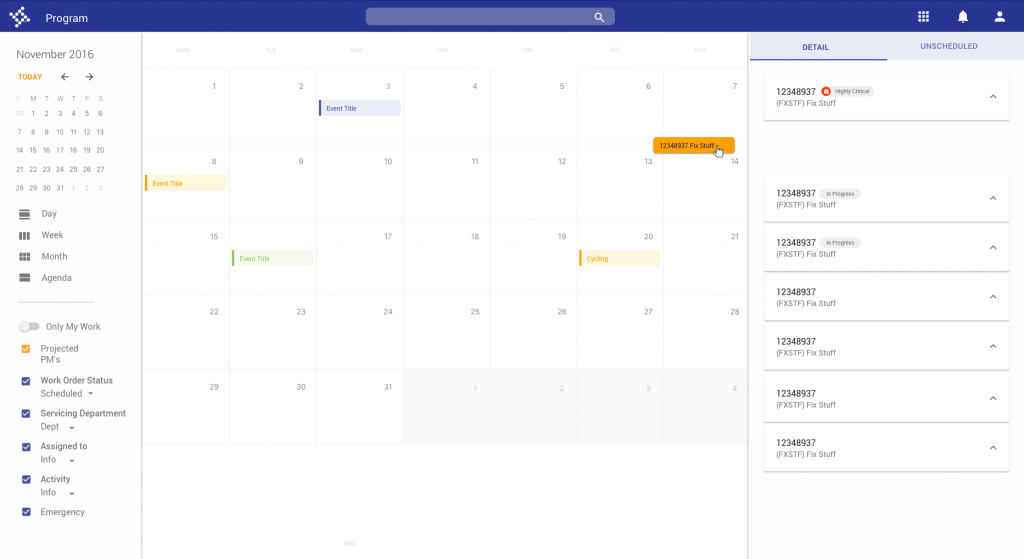 Program
November 2016
TODAY
S M T W T F S
30 1 2 3 4 5 6
7 8 9 10 11 12 13
14 15 16 17 18 19 20
21 22 23 24 25 26 27
28 29 30 31 1 2 3
Day
Week
Month
Agenda
Only My Work
Projected
PM's
Work Order Status
Scheduled
Servicing Department
Dept
Assigned to
Info
Activity
Info
Emergency
MON TUE WED THU FRI SAT SUN
1 2 3 4 5 6 7
Event Title
12348937 Fix Stuff
8 9 10 11 12 13 14
Event Title
15 16 17 18 19 20 21
Event Title
Cycling
22 23 24 25 26 27 28
29 30 31 1 2 3 4
WED
DETAIL
UNSCHEDULED
12348937 Highly Critical
(FXSTF) Fix Stuff
12348937 In Progress
(FXSTF) Fix Stuff
12348937 In Progress
(FXSTF) Fix Stuff
12348937
(FXSTF) Fix Stuff
12348937
(FXSTF) Fix Stuff
12348937
(FXSTF) Fix Stuff
12348937
(FXSTF) Fix Stuff